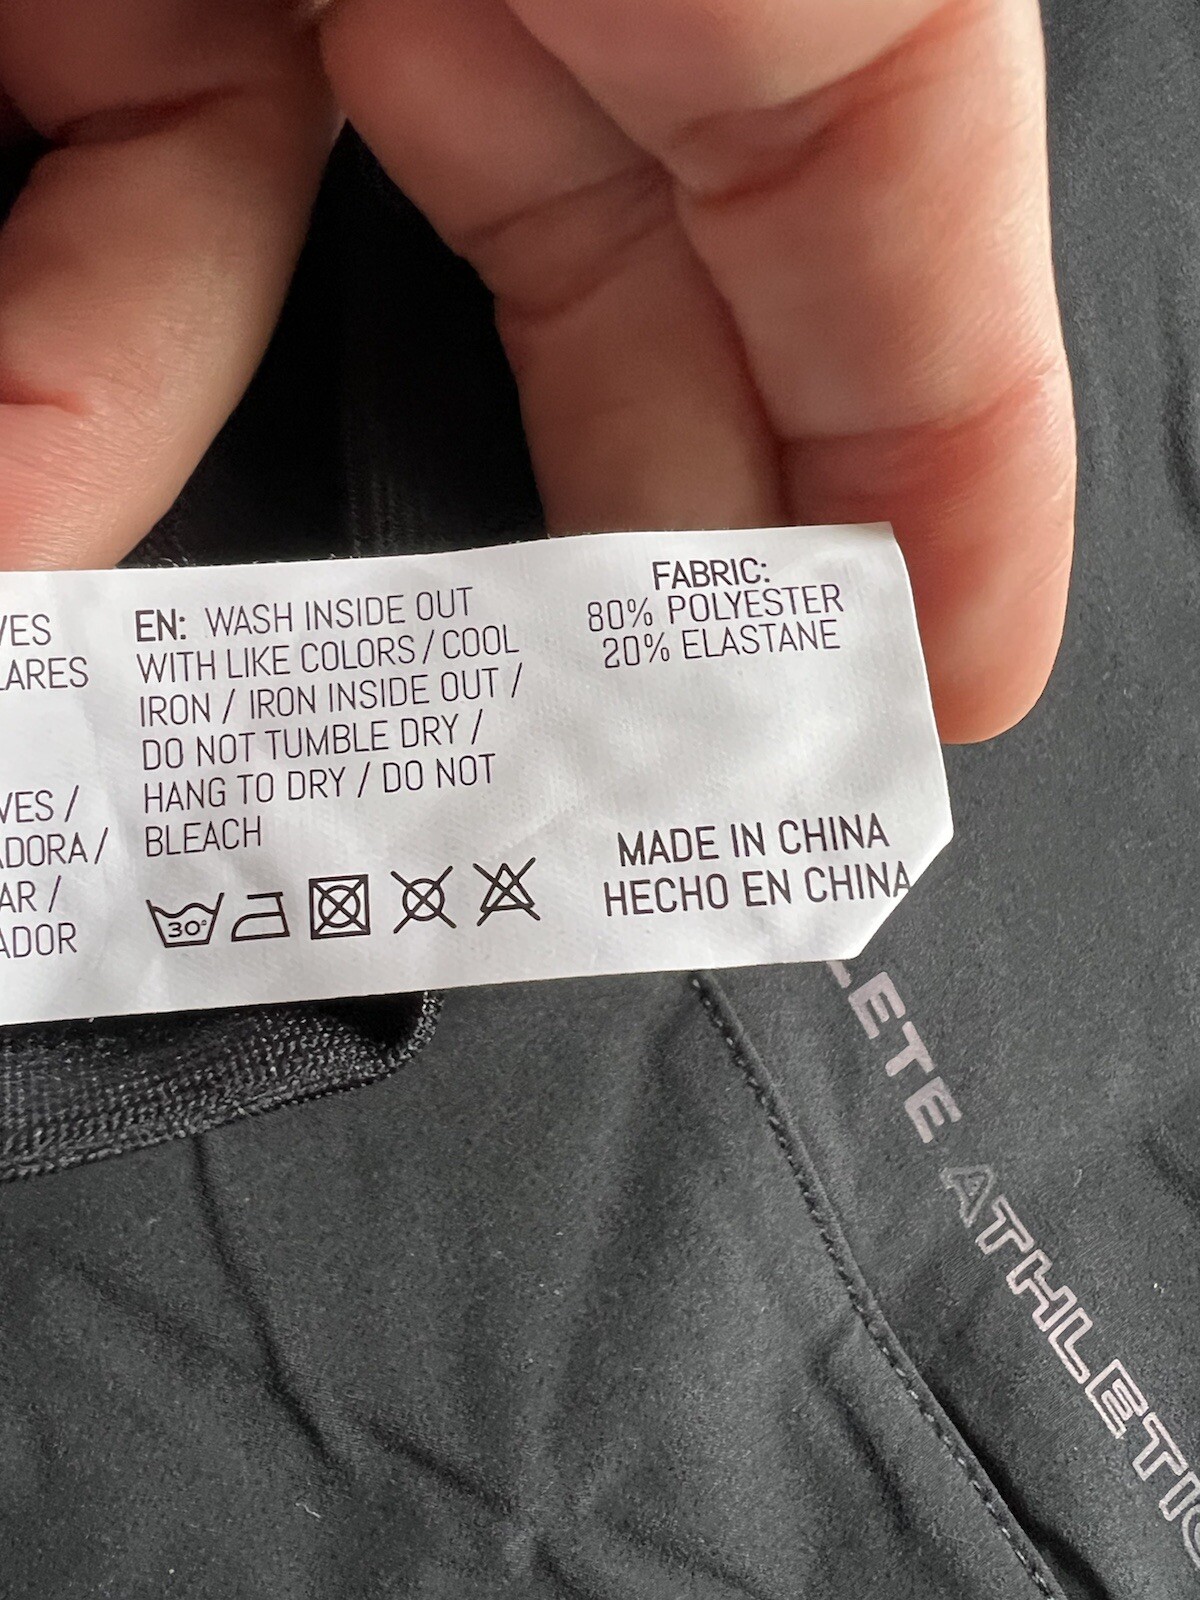 VES
LARES
VES /
ADORA /
AR /
ADOR
EN: WASH INSIDE OUT
WITH LIKE COLORS / COOL
IRON / IRON INSIDE OUT /
DO NOT TUMBLE DRY /
HANG TO DRY / DO NOT
BLEACH
30°
FABRIC:
80% POLYESTER
20% ELASTANE
MADE IN CHINA
HECHO EN CHINA
LETE ATHLETIC